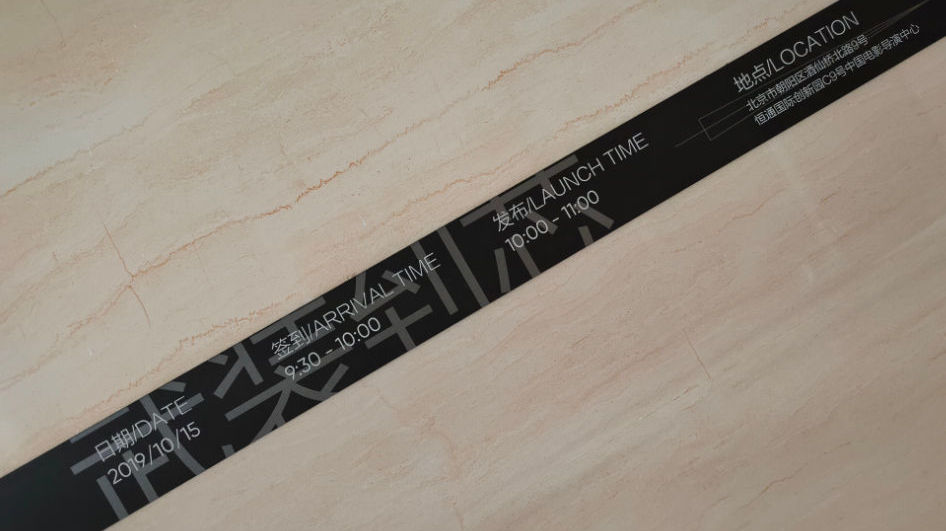 日期/DATE
2019/10/15
签到/ARRIVAL TIME
9:30 - 10:00
发布/LAUNCH TIME
10:00 - 11:00
地点/LOCATION
北京市朝阳区酒仙桥北路9号
恒通国际创新园C9号中国电影导演中心
武装到芯